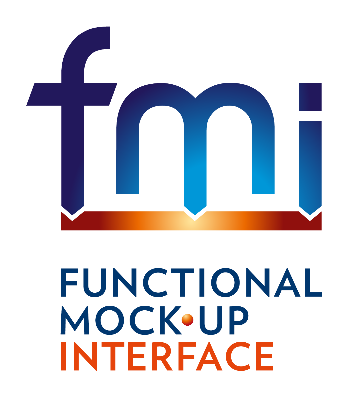 fmi
FUNCTIONAL
MOCK•UP
INTERFACE